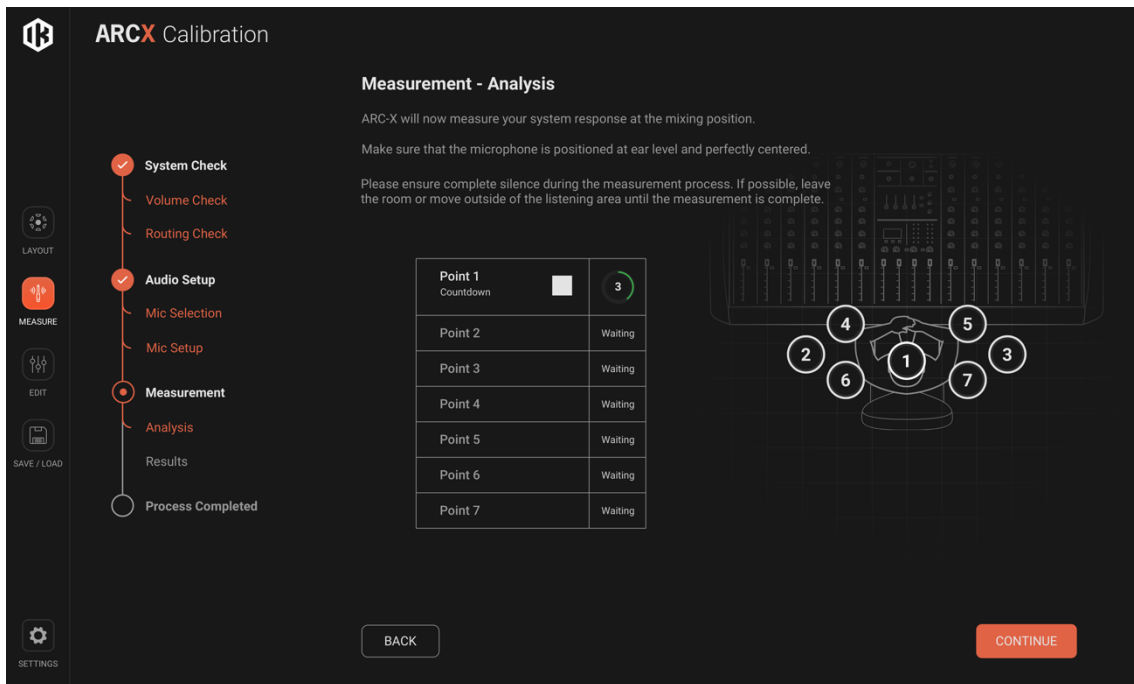 ARCX Calibration
LAYOUT
MEASURE
EDIT
SAVE / LOAD
SETTINGS
System Check
Volume Check
Routing Check
Audio Setup
Mic Selection
Mic Setup
Measurement
Analysis
Results
Process Completed
Measurement - Analysis
ARC-X will now measure your system response at the mixing position.
Make sure that the microphone is positioned at ear level and perfectly centered.
Please ensure complete silence during the measurement process. If possible, leave
the room or move outside of the listening area until the measurement is complete.
Point 1
Countdown
3
Point 2 Waiting
Point 3 Waiting
Point 4 Waiting
Point 5 Waiting
Point 6 Waiting
Point 7 Waiting
4 5
2 1 3
6 7
BACK
CONTINUE